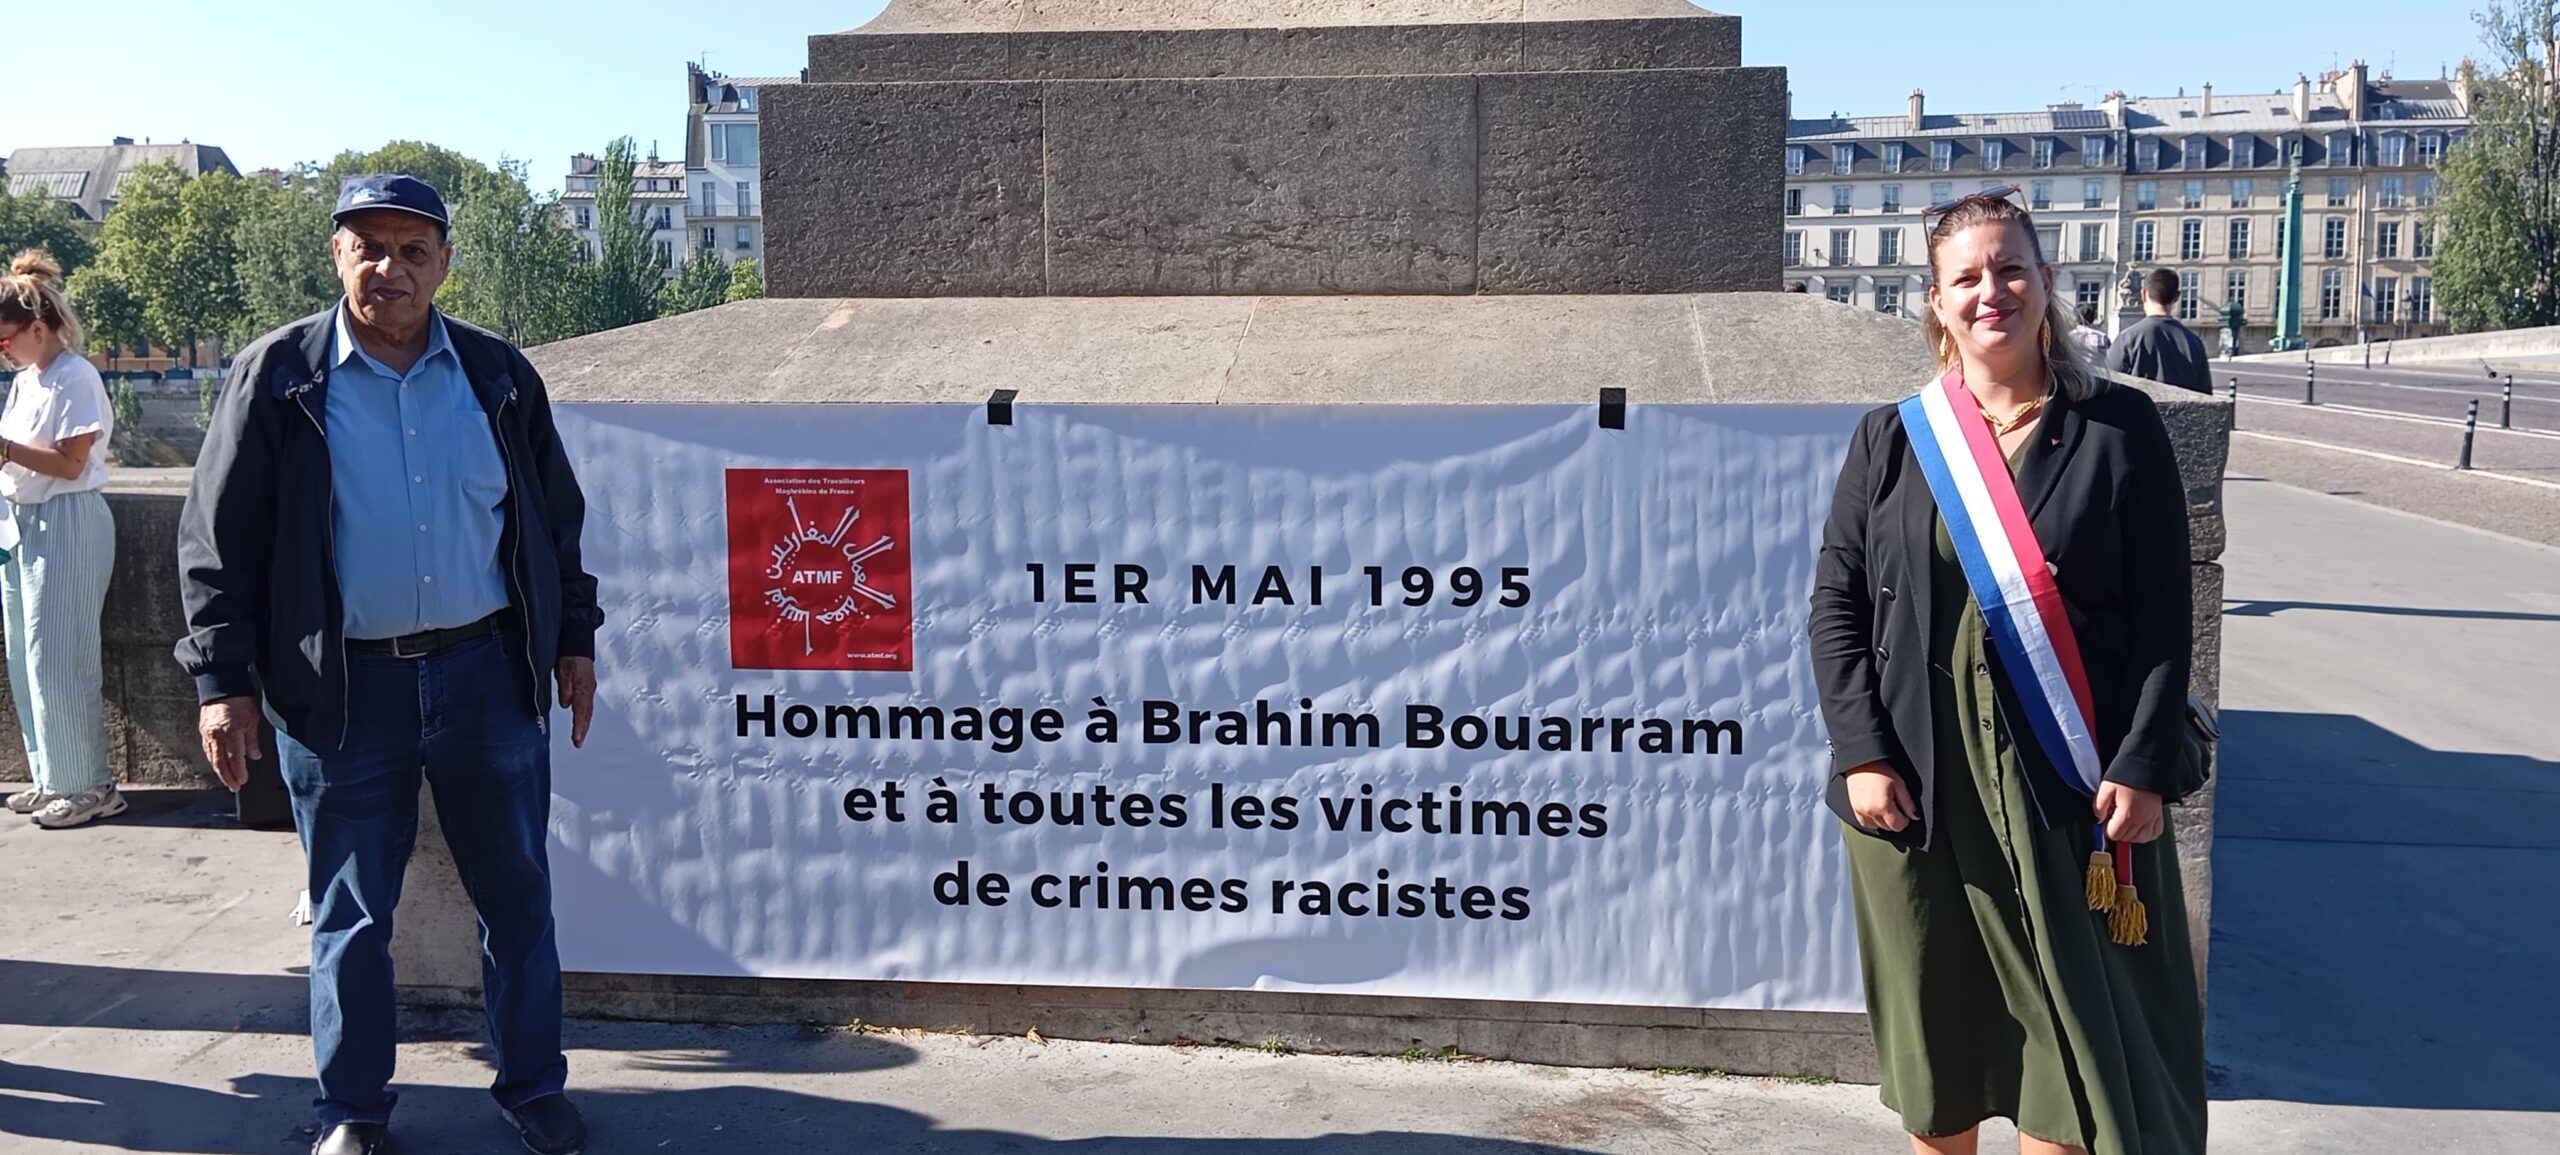 Association des Travailleurs
Maghrébins de France
ATMF
www.atmf.org
1ER MAI 1995
Hommage à Brahim Bouarram
et à toutes les victimes
de crimes racistes